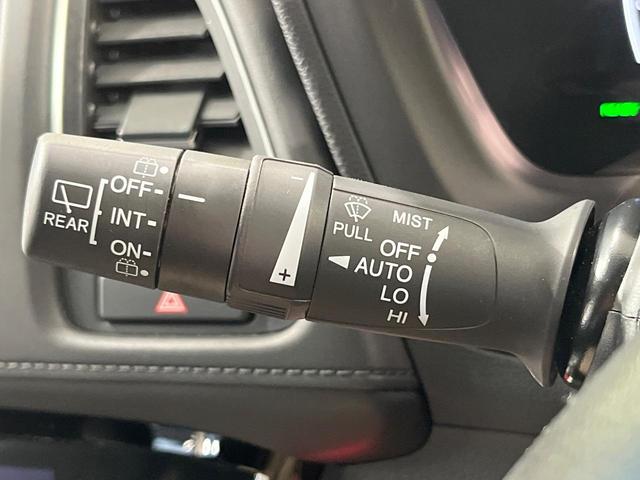 OFF
REAR
INT
ON
−
+
PULL
MIST
OFF
AUTO
LO
HI